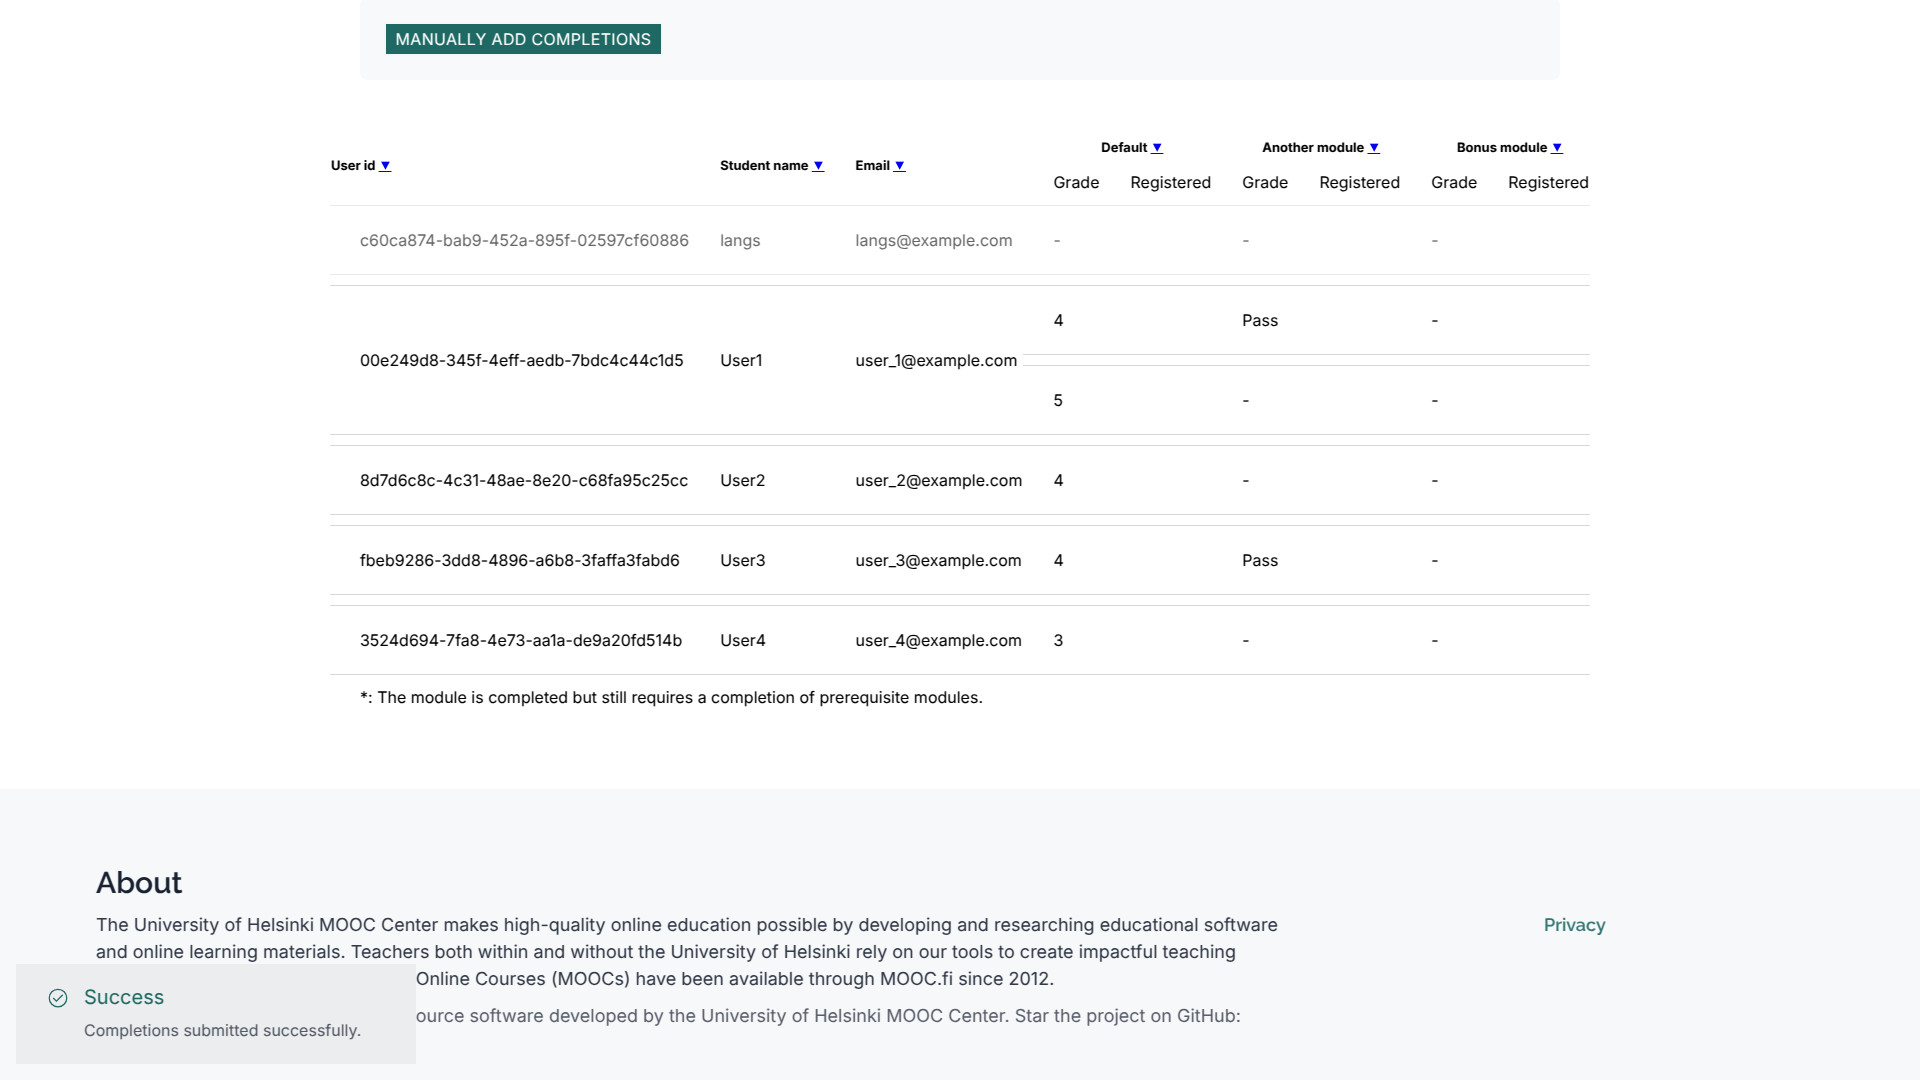 MANUALLY ADD COMPLETIONS
Default ▼ Another module ▼ Bonus module ▼
User id ▼ Student name ▼ Email ▼
Grade Registered Grade Registered Grade Registered
c60ca874-bab9-452a-895f-02597cf60886 langs langs@example.com - - -
4 Pass -
00e249d8-345f-4eff-aedb-7bdc4c44c1d5 User1 user_1@example.com
5 - -
8d7d6c8c-4c31-48ae-8e20-c68fa95c25cc User2 user_2@example.com 4 - -
fbeb9286-3dd8-4896-a6b8-3faffa3fabd6 User3 user_3@example.com 4 Pass -
3524d694-7fa8-4e73-aa1a-de9a20fd514b User4 user_4@example.com 3 - -
*: The module is completed but still requires a completion of prerequisite modules.
About
The University of Helsinki MOOC Center makes high-quality online education possible by developing and researching educational software
and online learning materials. Teachers both within and without the University of Helsinki rely on our tools to create impactful teaching
Online Courses (MOOCs) have been available through MOOC.fi since 2012.
ource software developed by the University of Helsinki MOOC Center. Star the project on GitHub:
Privacy
Success
Completions submitted successfully.